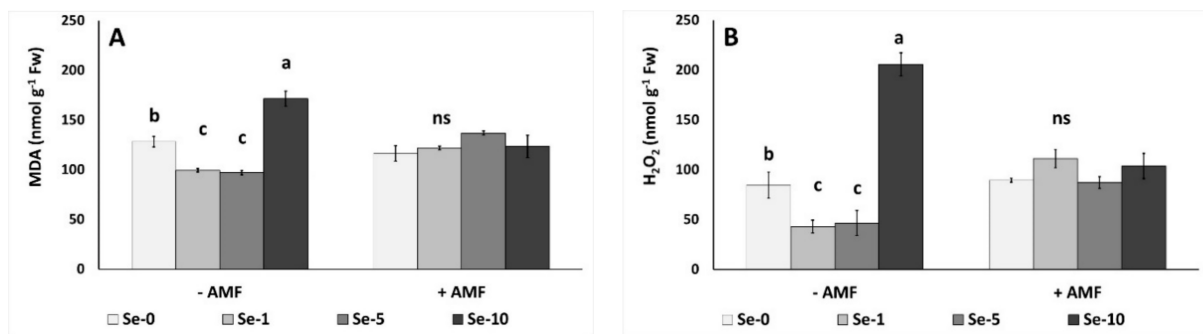 A
MDA (nmol g⁻¹ Fw)
250
200
150
100
50
0
b
c
c
a
ns
- AMF
+ AMF
Se-0
Se-1
Se-5
Se-10
B
H₂O₂ (nmol g⁻¹ Fw)
250
200
150
100
50
0
b
c
c
a
ns
- AMF
+ AMF
Se-0
Se-1
Se-5
Se-10